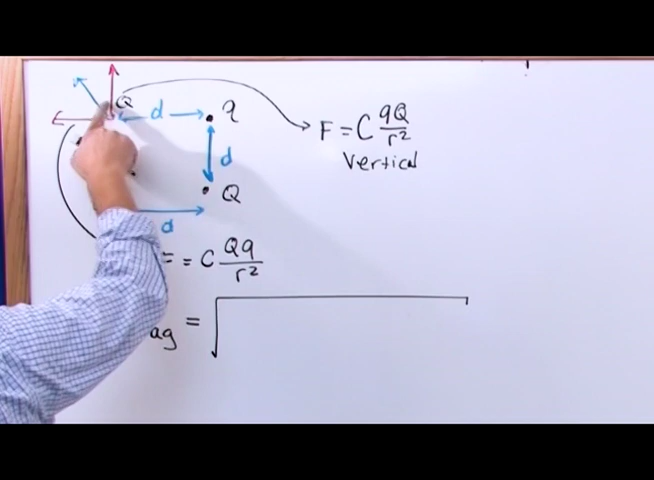 Q d q
F = C qQ/r²
Vertical
d
Q
d
= C Qq/r²
ag = √